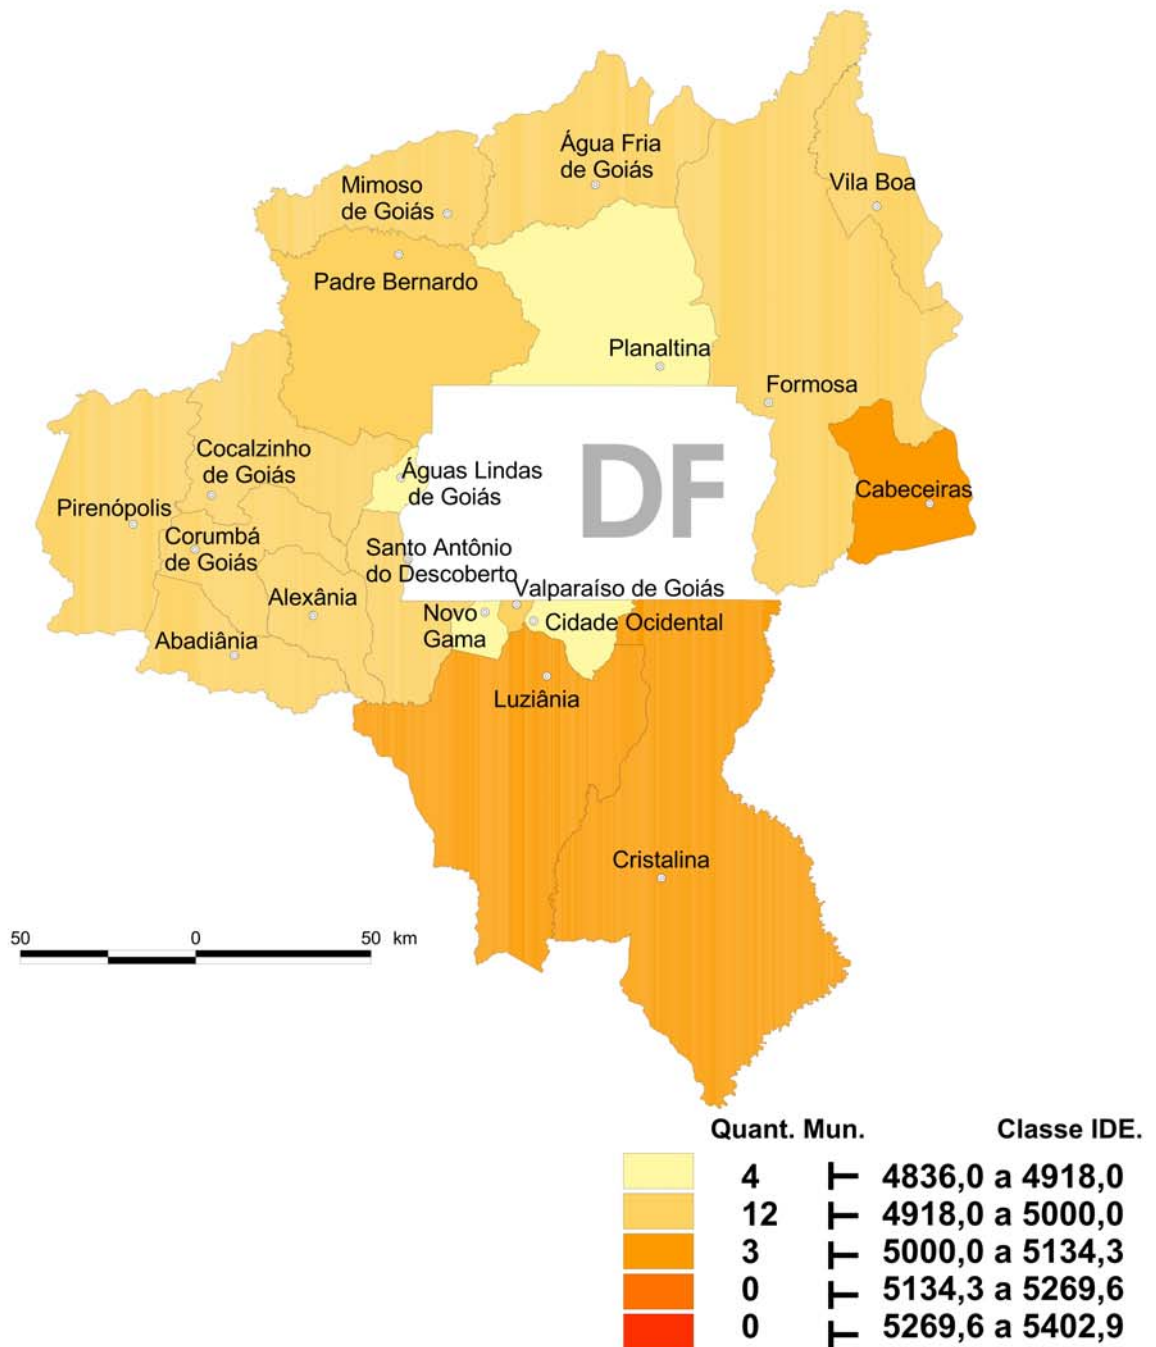 Água Fria
de Goiás
Vila Boa
Mimoso
de Goiás
Padre Bernardo
Planaltina
Formosa
DF
Cocalzinho
de Goiás
Águas Lindas
de Goiás
Cabeceiras
Pirenópolis
Corumbá
de Goiás
Santo Antônio
do Descoberto
Valparaíso de Goiás
Alexânia
Novo
Gama
Cidade Ocidental
Abadiânia
Luziânia
Cristalina
50 0 50 km
Quant. Mun. Classe IDE.
4 4836,0 a 4918,0
12 4918,0 a 5000,0
3 5000,0 a 5134,3
0 5134,3 a 5269,6
0 5269,6 a 5402,9